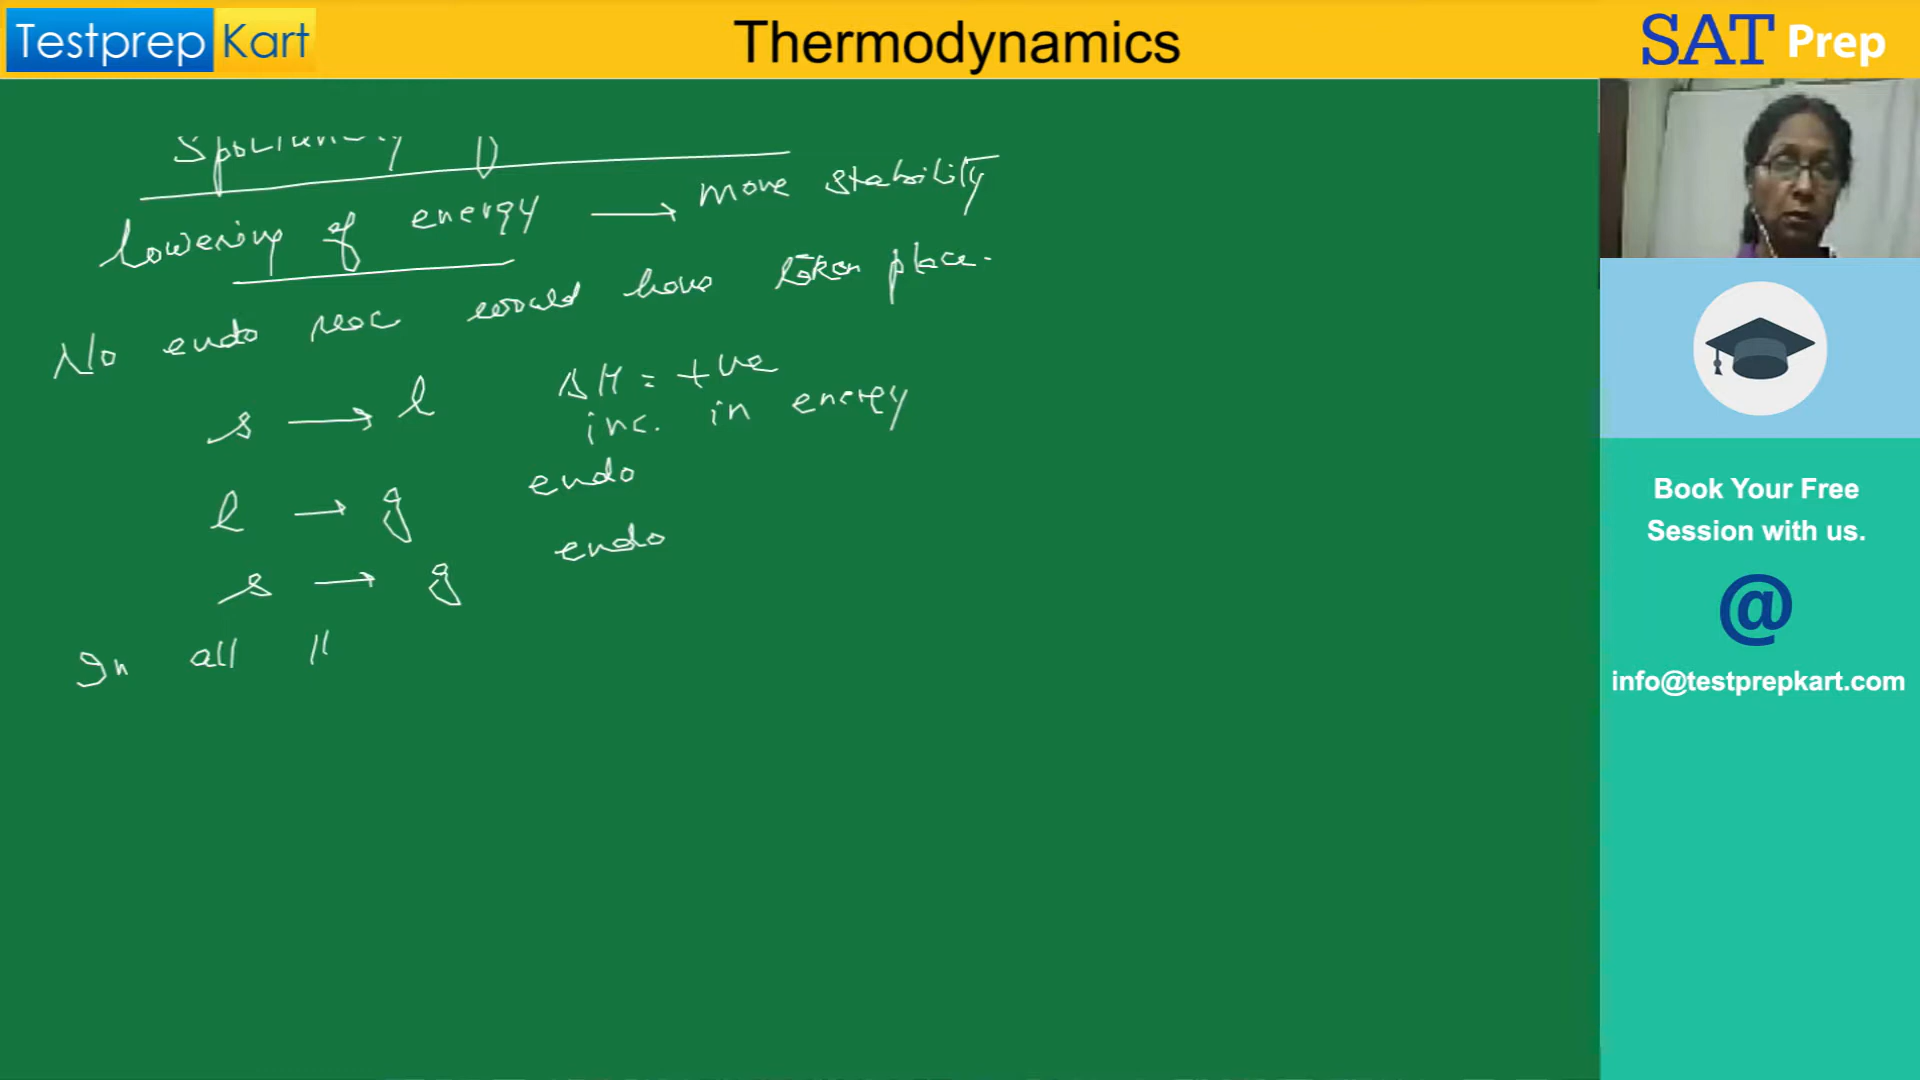 Testprep Kart
Thermodynamics
SAT Prep
lowering of energy → more stability
No endo reac would have taken place.
s → l ΔH = +ve
inc. in energy
l → g endo
s → g endo
In all
Book Your Free
Session with us.
@
info@testprepkart.com